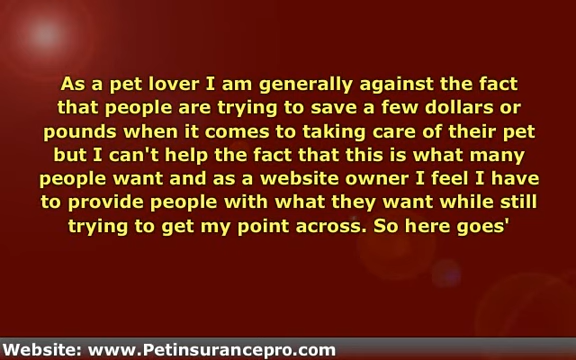 As a pet lover I am generally against the fact
that people are trying to save a few dollars or
pounds when it comes to taking care of their pet
but I can't help the fact that this is what many
people want and as a website owner I feel I have
to provide people with what they want while still
trying to get my point across. So here goes'
Website: www.Petinsurancepro.com